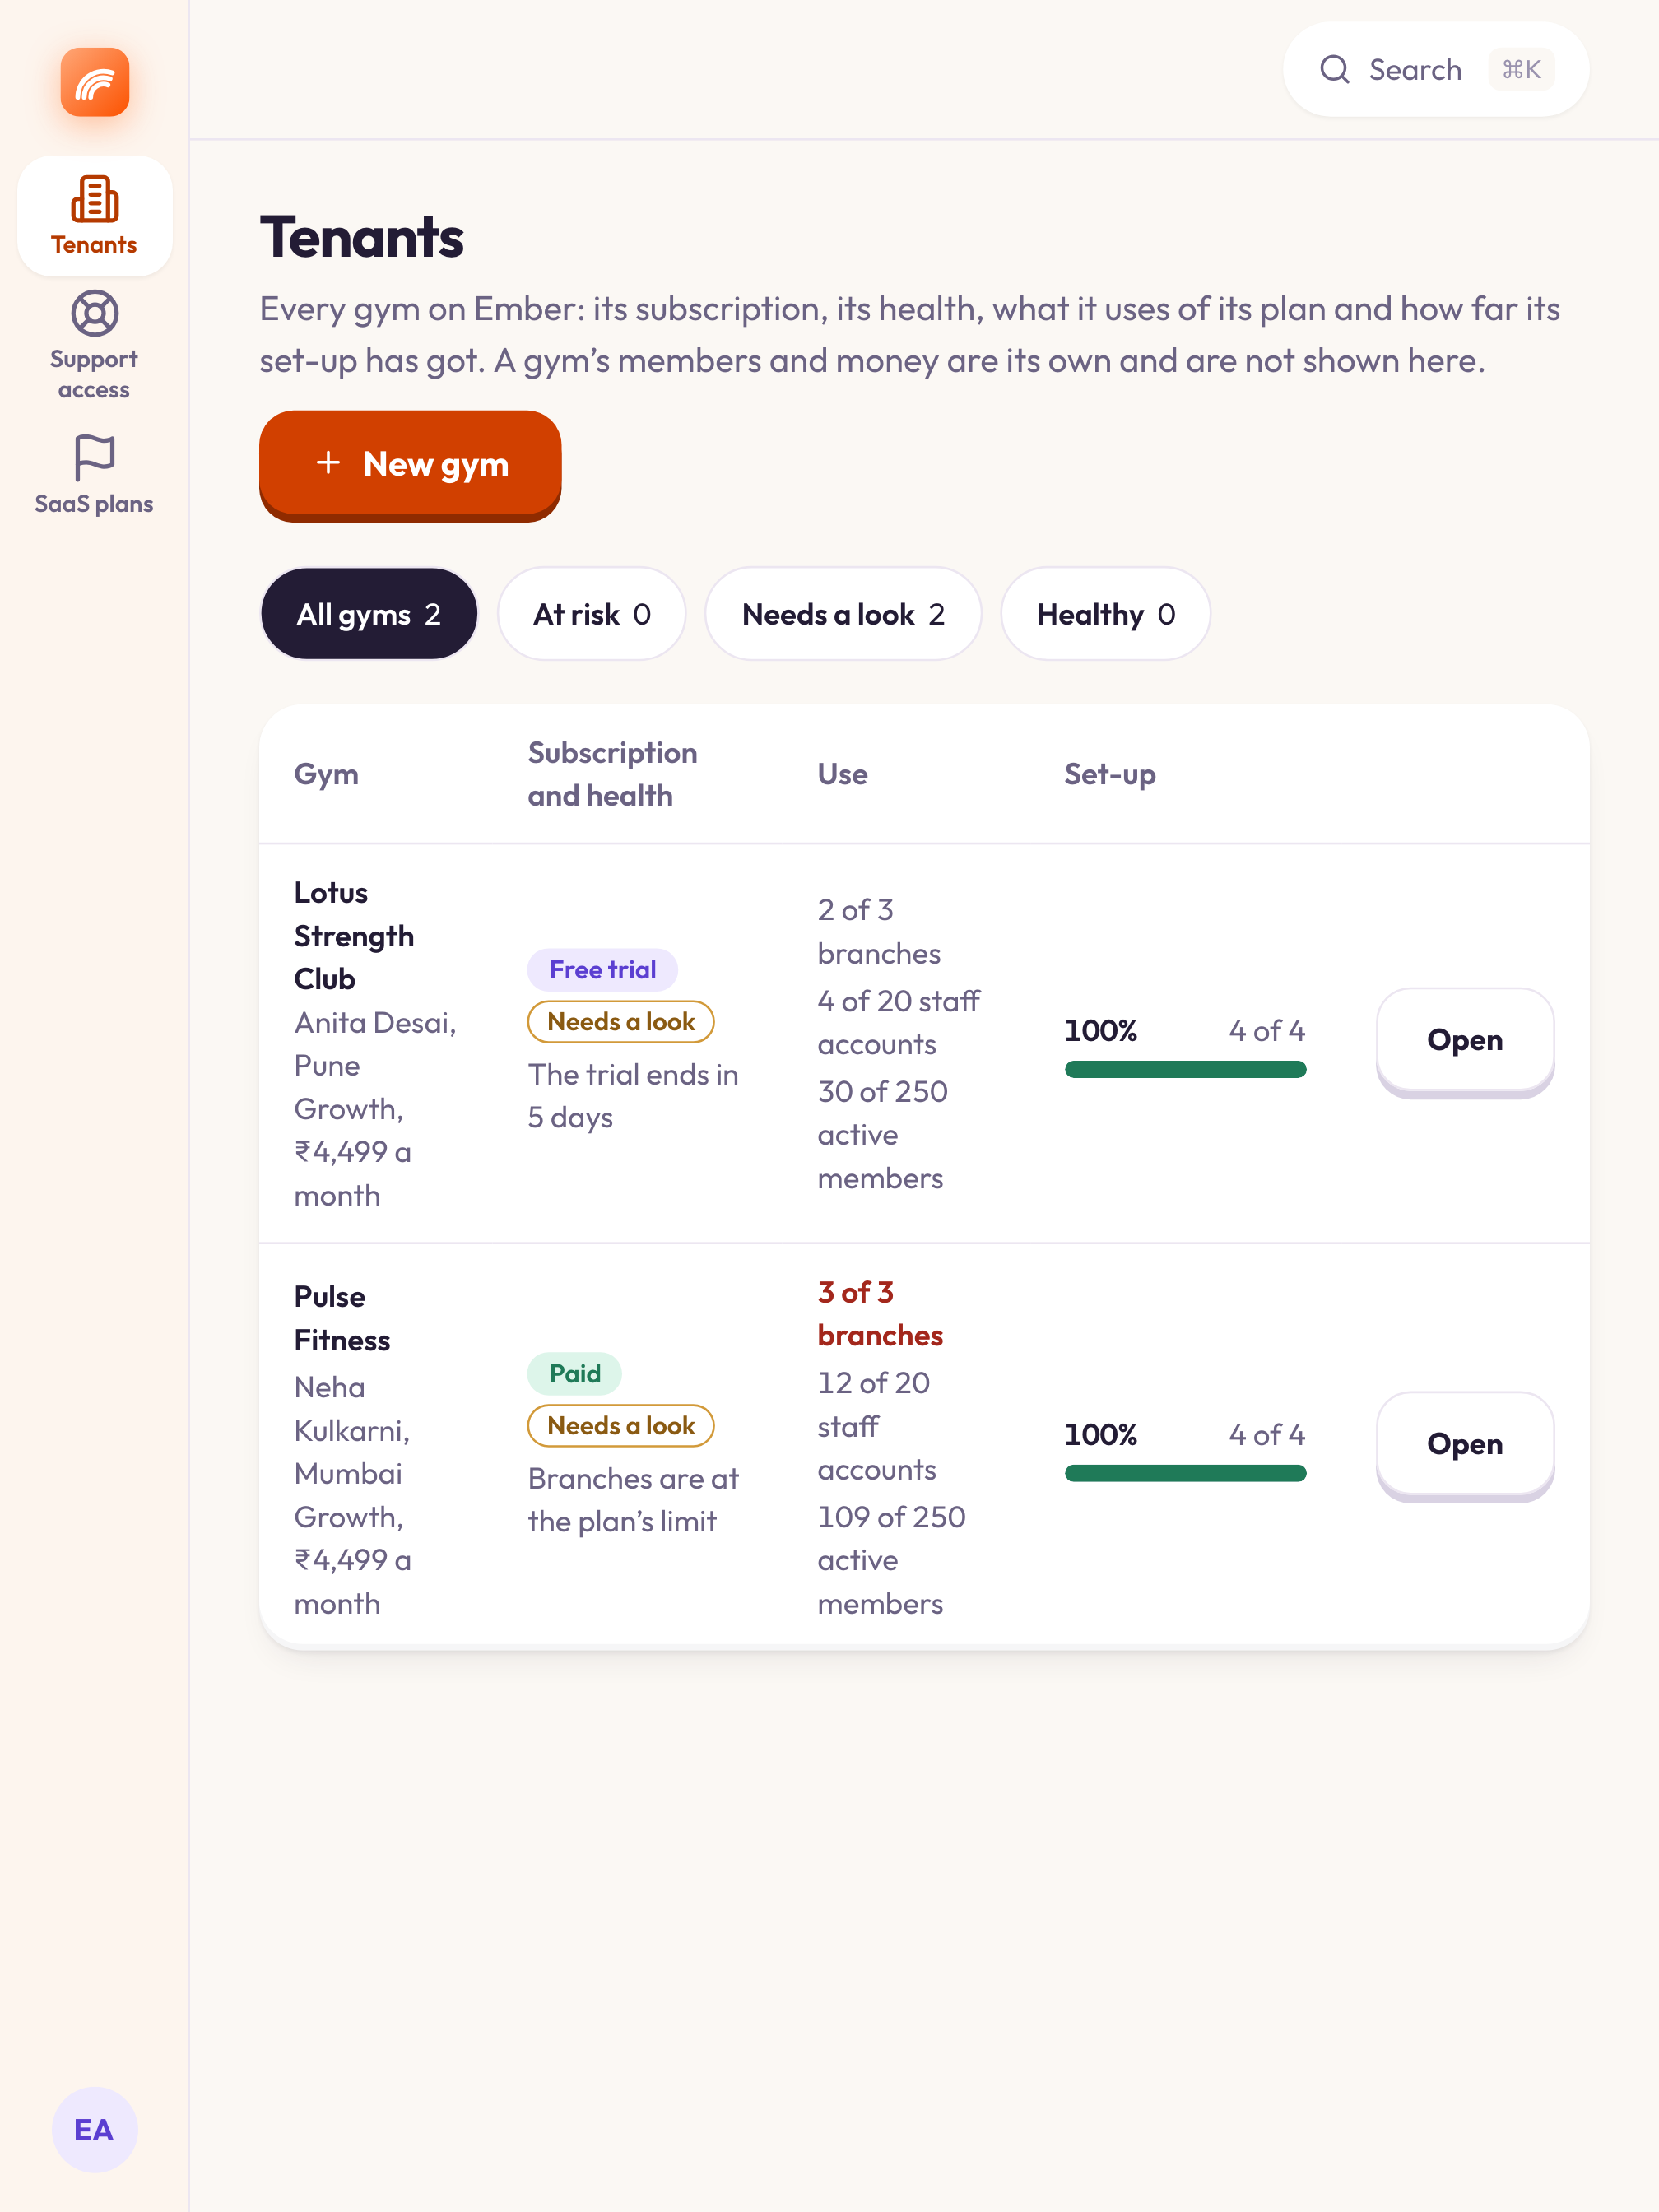 Search ⌘K
Tenants
Support
access
SaaS plans
EA
Tenants
Every gym on Ember: its subscription, its health, what it uses of its plan and how far its
set-up has got. A gym’s members and money are its own and are not shown here.
+ New gym
All gyms 2
At risk 0
Needs a look 2
Healthy 0
Gym
Subscription
and health
Use
Set-up
Lotus
Strength
Club
Anita Desai,
Pune
Growth,
₹4,499 a
month
Free trial
Needs a look
The trial ends in
5 days
2 of 3
branches
4 of 20 staff
accounts
30 of 250
active
members
100% 4 of 4
Open
Pulse
Fitness
Neha
Kulkarni,
Mumbai
Growth,
₹4,499 a
month
Paid
Needs a look
Branches are at
the plan’s limit
3 of 3
branches
12 of 20
staff
accounts
109 of 250
active
members
100% 4 of 4
Open